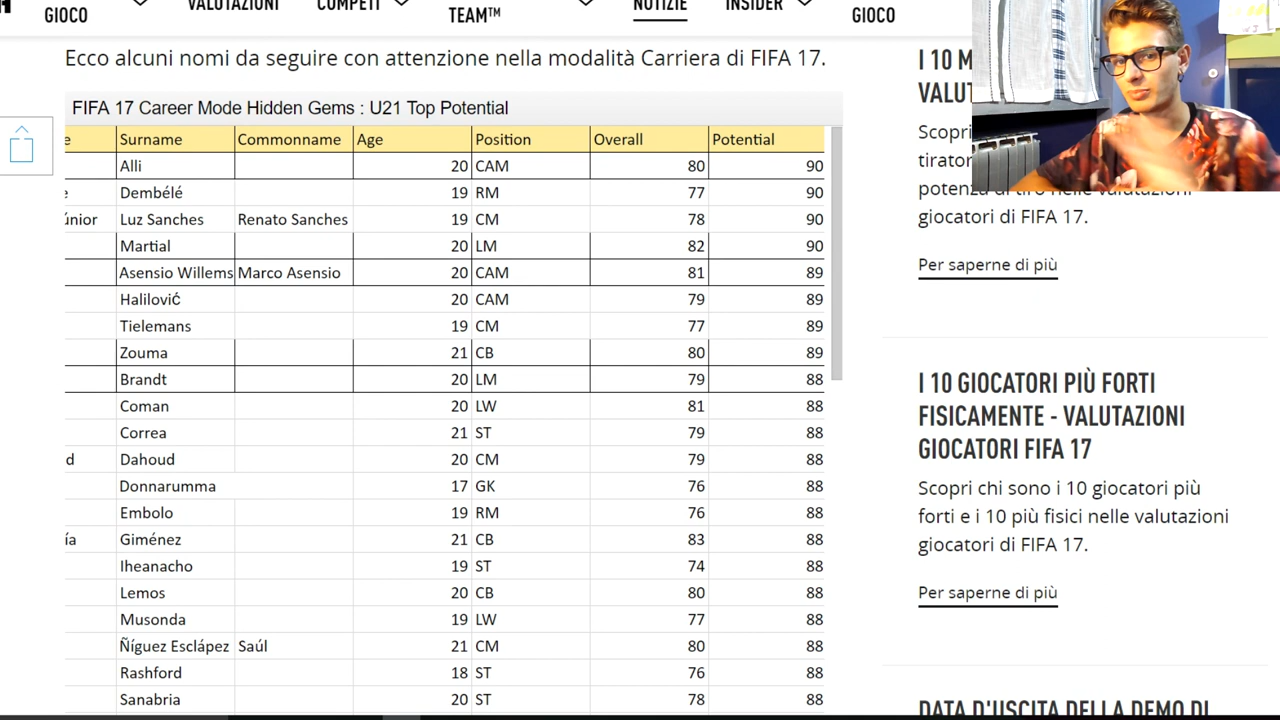 GIOCO
VALUTAZIONI
COMPETI
TEAM™
NOTIZIE
INSIDER
GIOCO
Ecco alcuni nomi da seguire con attenzione nella modalità Carriera di FIFA 17.
FIFA 17 Career Mode Hidden Gems : U21 Top Potential
e Surname Commonname Age Position Overall Potential
Alli 20 CAM 80 90
e Dembélé 19 RM 77 90
únior Luz Sanches Renato Sanches 19 CM 78 90
Martial 20 LM 82 90
Asensio Willems Marco Asensio 20 CAM 81 89
Halilović 20 CAM 79 89
Tielemans 19 CM 77 89
Zouma 21 CB 80 89
Brandt 20 LM 79 88
Coman 20 LW 81 88
Correa 21 ST 79 88
d Dahoud 20 CM 79 88
Donnarumma 17 GK 76 88
Embolo 19 RM 76 88
ía Giménez 21 CB 83 88
Iheanacho 19 ST 74 88
Lemos 20 CB 80 88
Musonda 19 LW 77 88
Ñíguez Esclápez Saúl 21 CM 80 88
Rashford 18 ST 76 88
Sanabria 20 ST 78 88
I 10 M
VALUT
Scopri
tirator
potenza di tiro nelle valutazioni
giocatori di FIFA 17.
Per saperne di più
I 10 GIOCATORI PIÙ FORTI
FISICAMENTE - VALUTAZIONI
GIOCATORI FIFA 17
Scopri chi sono i 10 giocatori più
forti e i 10 più fisici nelle valutazioni
giocatori di FIFA 17.
Per saperne di più
DATA D'USCITA DELLA DEMO DI